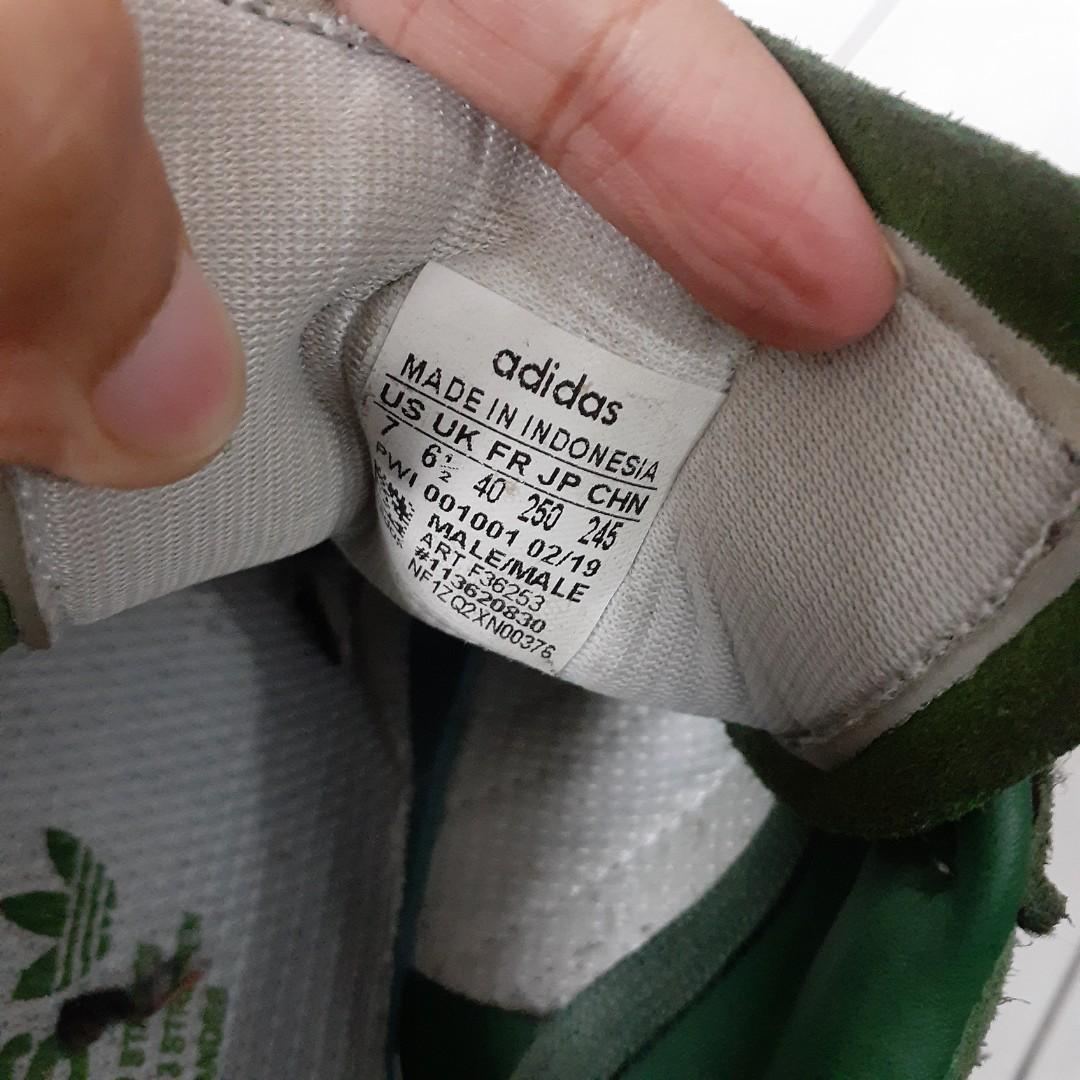 adidas
MADE IN INDONESIA
US UK FR JP CHN
7 6½ 40 250 245
PWI 001001 02/19
MALE/MALE
ART F36253
#113620830
NF1ZQ2XN00376